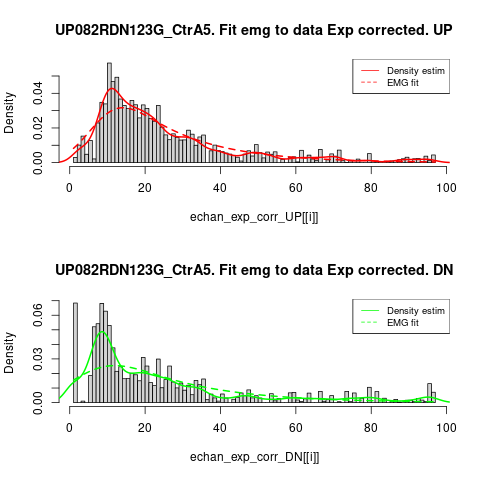 UP082RDN123G_CtrA5. Fit emg to data Exp corrected. UP
Density
0.00 0.02 0.04
Density estim
EMG fit
0 20 40 60 80 100
echan_exp_corr_UP[[i]]
UP082RDN123G_CtrA5. Fit emg to data Exp corrected. DN
Density
0.00 0.03 0.06
Density estim
EMG fit
0 20 40 60 80 100
echan_exp_corr_DN[[i]]